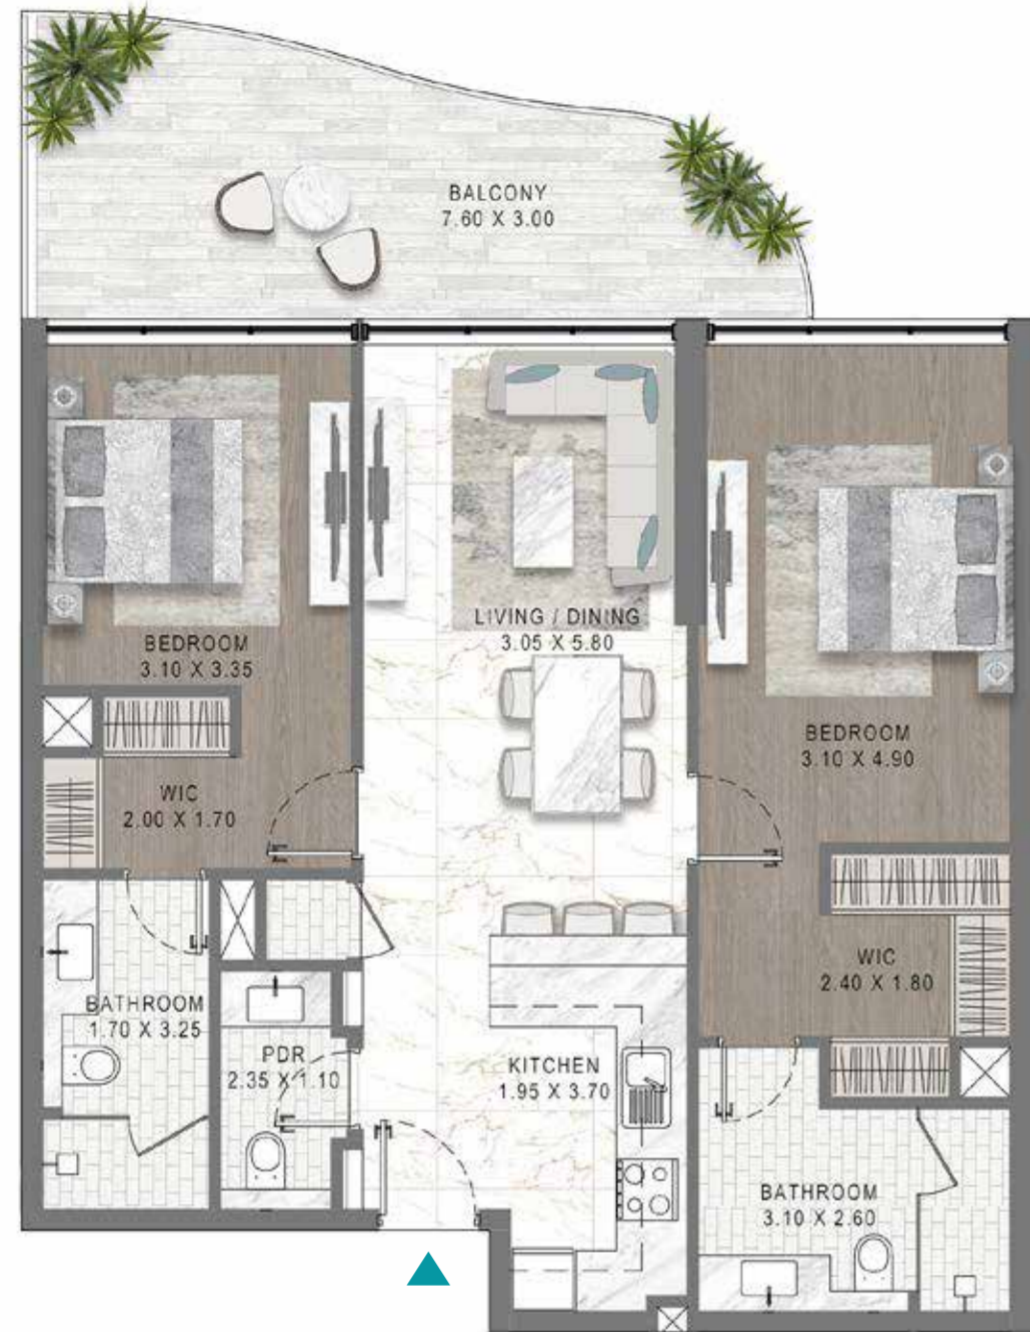 BALCONY
7.60 X 3.00
LIVING / DINING
3.05 X 5.80
BEDROOM
3.10 X 3.35
BEDROOM
3.10 X 4.90
WIC
2.00 X 1.70
WIC
2.40 X 1.80
BATHROOM
1.70 X 3.25
PDR
2.35 X 1.10
KITCHEN
1.95 X 3.70
BATHROOM
3.10 X 2.60